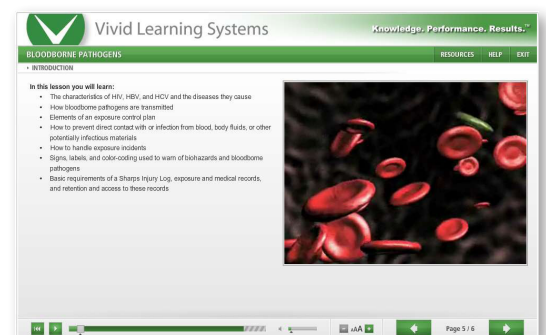 Vivid Learning Systems
Knowledge. Performance. Results.™
BLOODBORNE PATHOGENS
RESOURCES HELP EXIT
INTRODUCTION
In this lesson you will learn:
• The characteristics of HIV, HBV, and HCV and the diseases they cause
• How bloodborne pathogens are transmitted
• Elements of an exposure control plan
• How to prevent direct contact with or infection from blood, body fluids, or other
potentially infectious materials
• How to handle exposure incidents
• Signs, labels, and color-coding used to warn of biohazards and bloodborne
pathogens
• Basic requirements of a Sharps Injury Log, exposure and medical records,
and retention and access to these records
AAA
Page 5 / 6